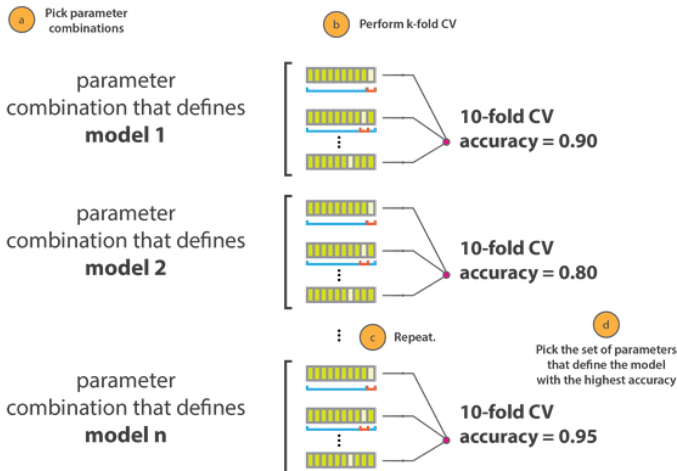 a
Pick parameter
combinations
b
Perform k-fold CV
parameter
combination that defines
model 1
10-fold CV
accuracy = 0.90
parameter
combination that defines
model 2
10-fold CV
accuracy = 0.80
c
Repeat.
d
Pick the set of parameters
that define the model
with the highest accuracy
parameter
combination that defines
model n
10-fold CV
accuracy = 0.95